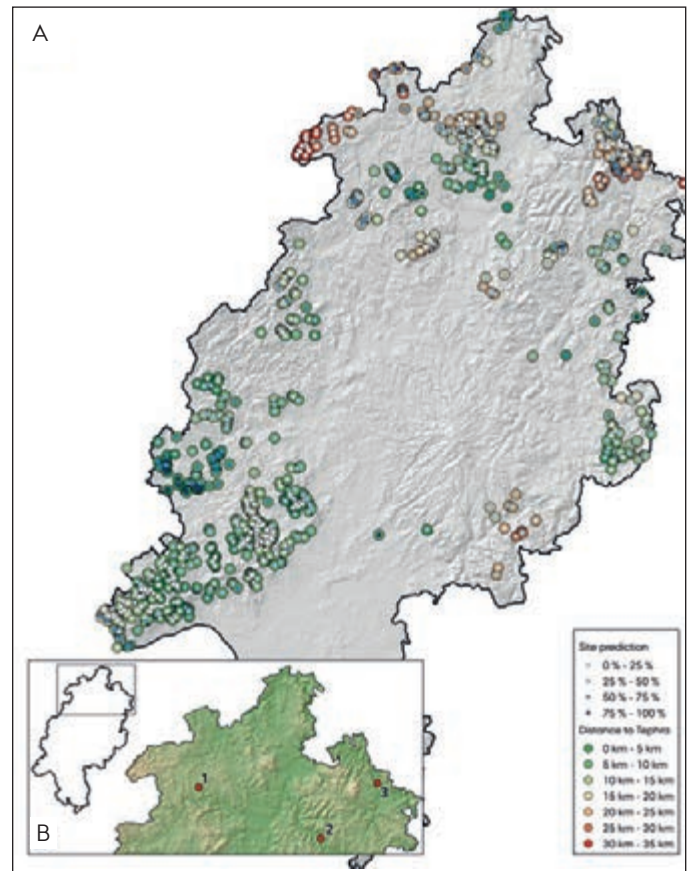 A
Site prediction
0 % - 25 %
25 % - 50 %
50 % - 75 %
75 % - 100 %
Distance to Tephra
0 km - 5 km
5 km - 10 km
10 km - 15 km
15 km - 20 km
20 km - 25 km
25 km - 30 km
30 km - 35 km
1
3
2
B